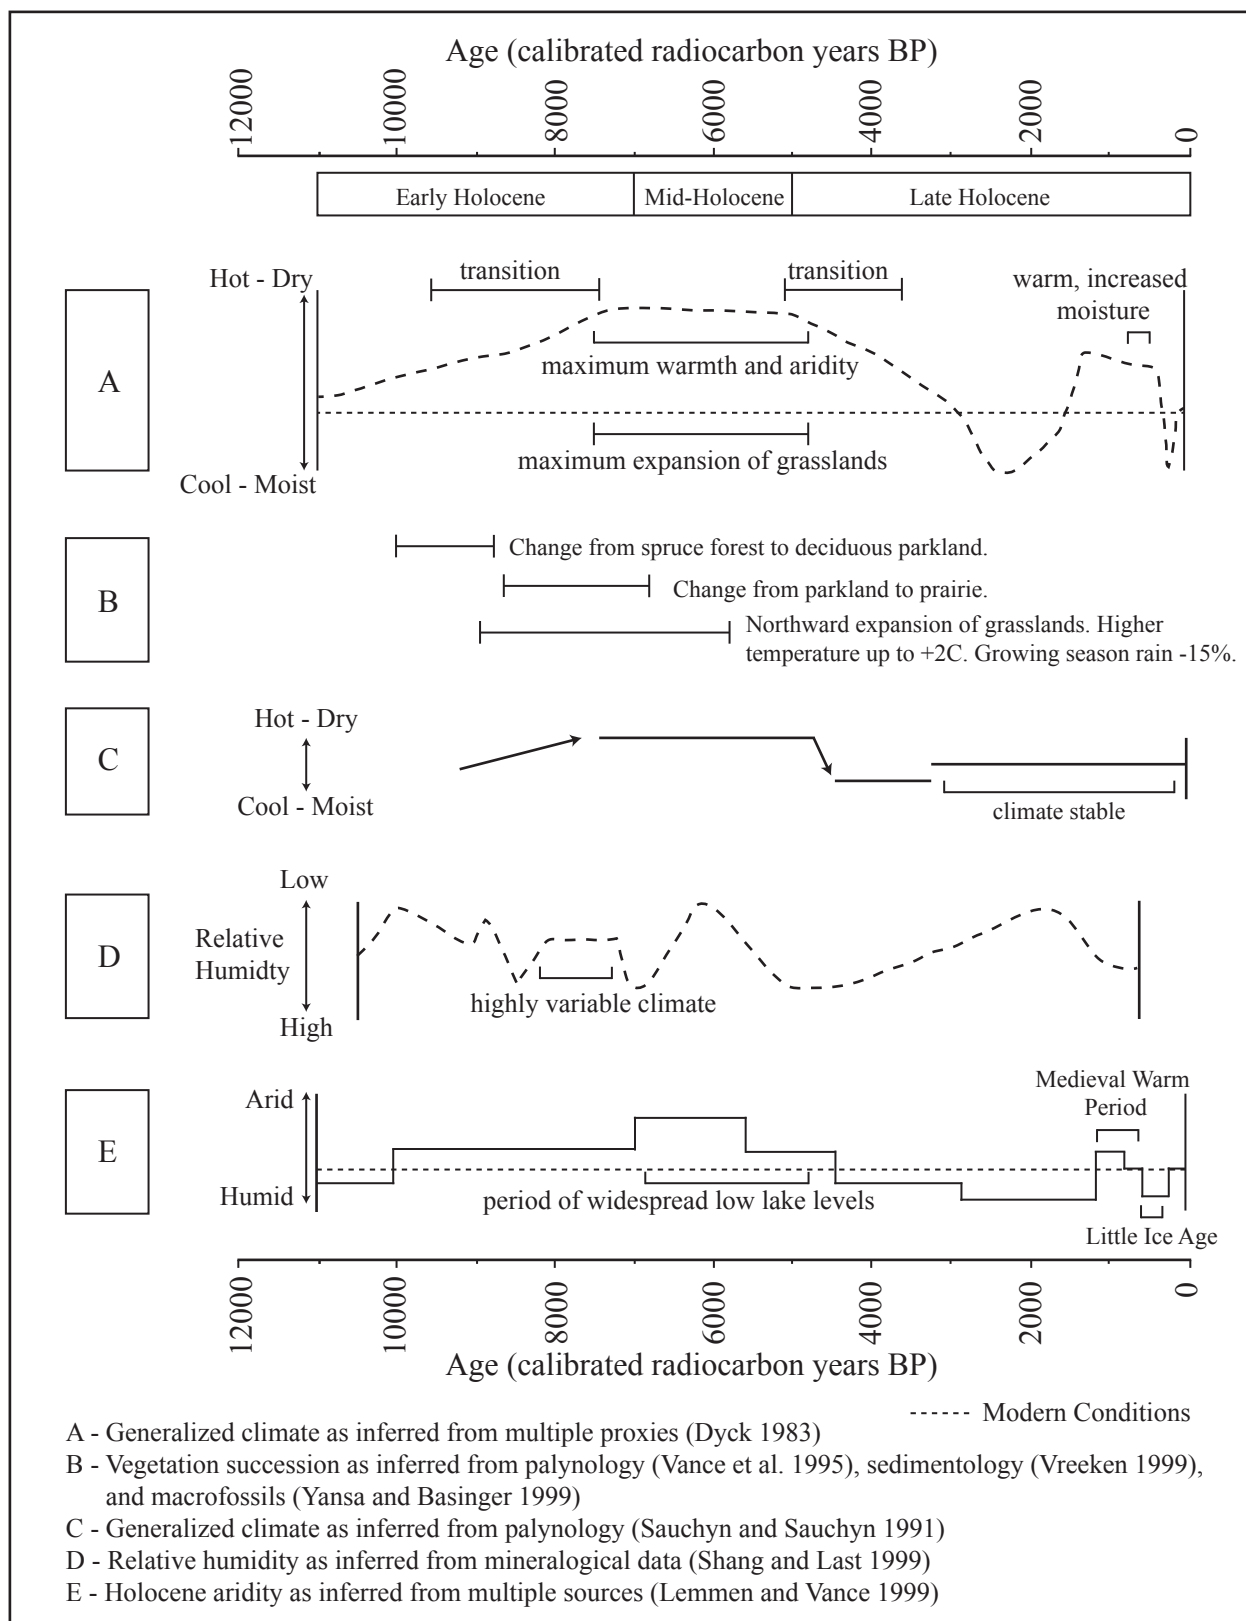 Age (calibrated radiocarbon years BP)
12000 10000 8000 6000 4000 2000 0
Early Holocene Mid-Holocene Late Holocene
A
Hot - Dry
Cool - Moist
transition
transition
warm, increased
moisture
maximum warmth and aridity
maximum expansion of grasslands
B
Change from spruce forest to deciduous parkland.
Change from parkland to prairie.
Northward expansion of grasslands. Higher
temperature up to +2C. Growing season rain -15%.
C
Hot - Dry
Cool - Moist
climate stable
D
Low
Relative
Humidty
High
highly variable climate
E
Arid
Humid
period of widespread low lake levels
Medieval Warm
Period
Little Ice Age
12000 10000 8000 6000 4000 2000 0
Age (calibrated radiocarbon years BP)
Modern Conditions
A - Generalized climate as inferred from multiple proxies (Dyck 1983)
B - Vegetation succession as inferred from palynology (Vance et al. 1995), sedimentology (Vreeken 1999),
and macrofossils (Yansa and Basinger 1999)
C - Generalized climate as inferred from palynology (Sauchyn and Sauchyn 1991)
D - Relative humidity as inferred from mineralogical data (Shang and Last 1999)
E - Holocene aridity as inferred from multiple sources (Lemmen and Vance 1999)